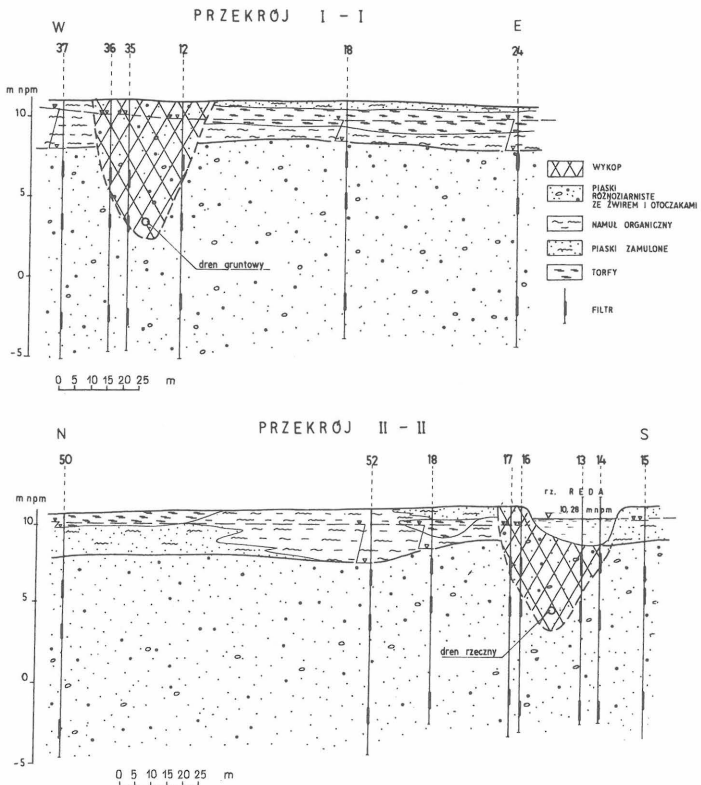 PRZEKRÓJ I - I
W
E
37
36
35
12
18
24
m npm
10
5
0
-5
dren gruntowy
0 5 10 15 20 25 m
WYKOP
PIASKI
RÓŻNOZIARNISTE
ZE ŻWIREM I OTOCZAKAMI
NAMUŁ ORGANICZNY
PIASKI ZAMULONE
TORFY
FILTR
PRZEKRÓJ II - II
N
S
50
52
18
17
16
13
14
15
rz. REDA
10,28 m npm
m npm
10
5
0
-5
dren rzeczny
0 5 10 15 20 25 m